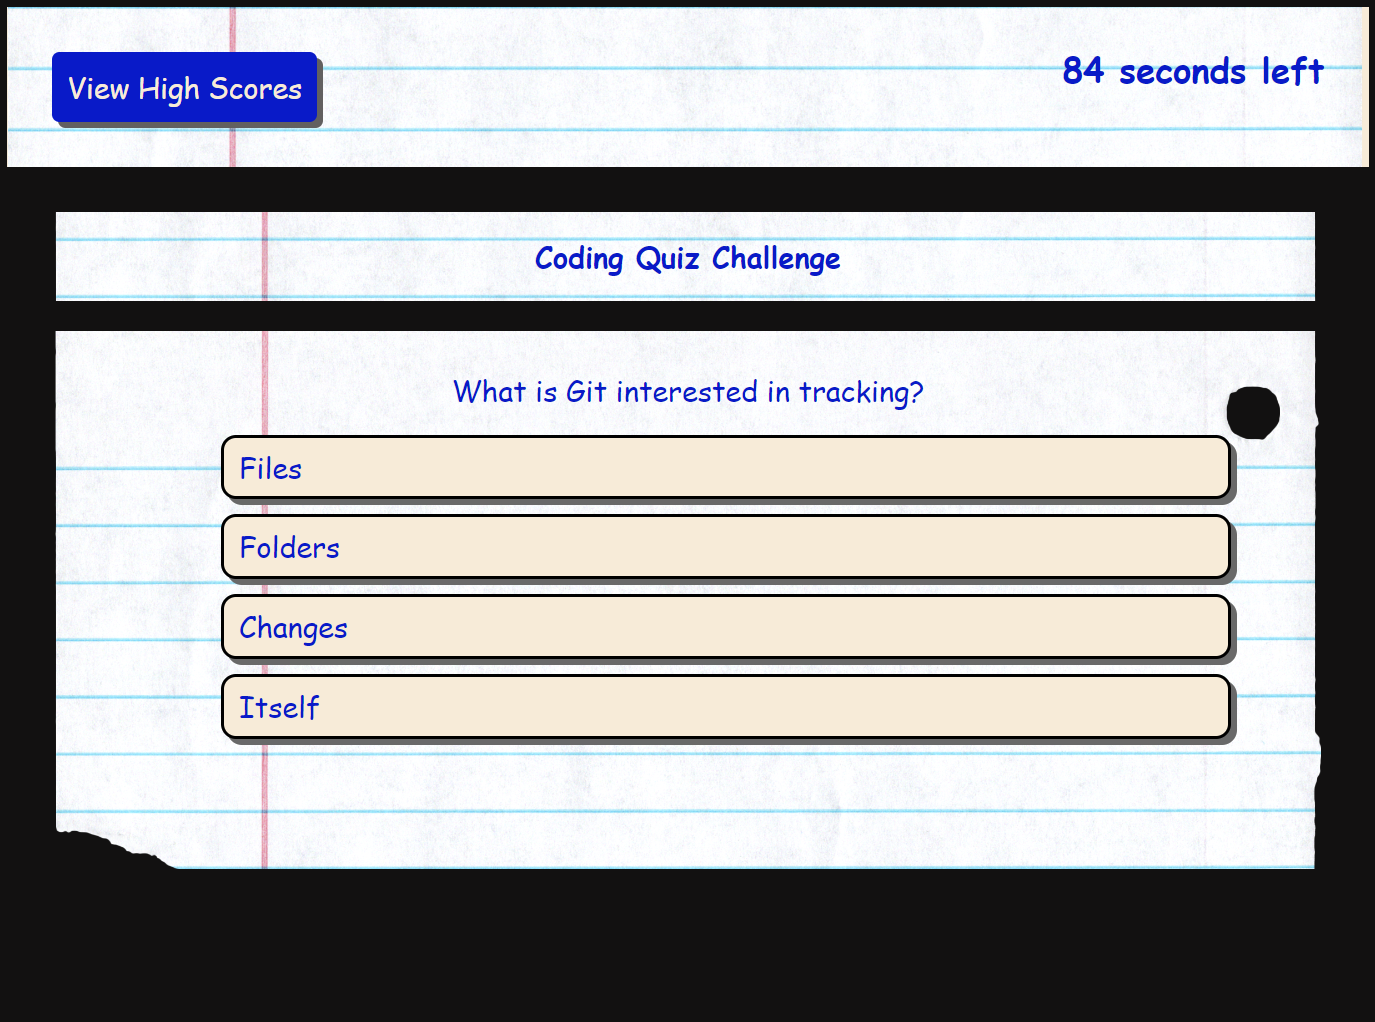 View High Scores
84 seconds left
Coding Quiz Challenge
What is Git interested in tracking?
Files
Folders
Changes
Itself